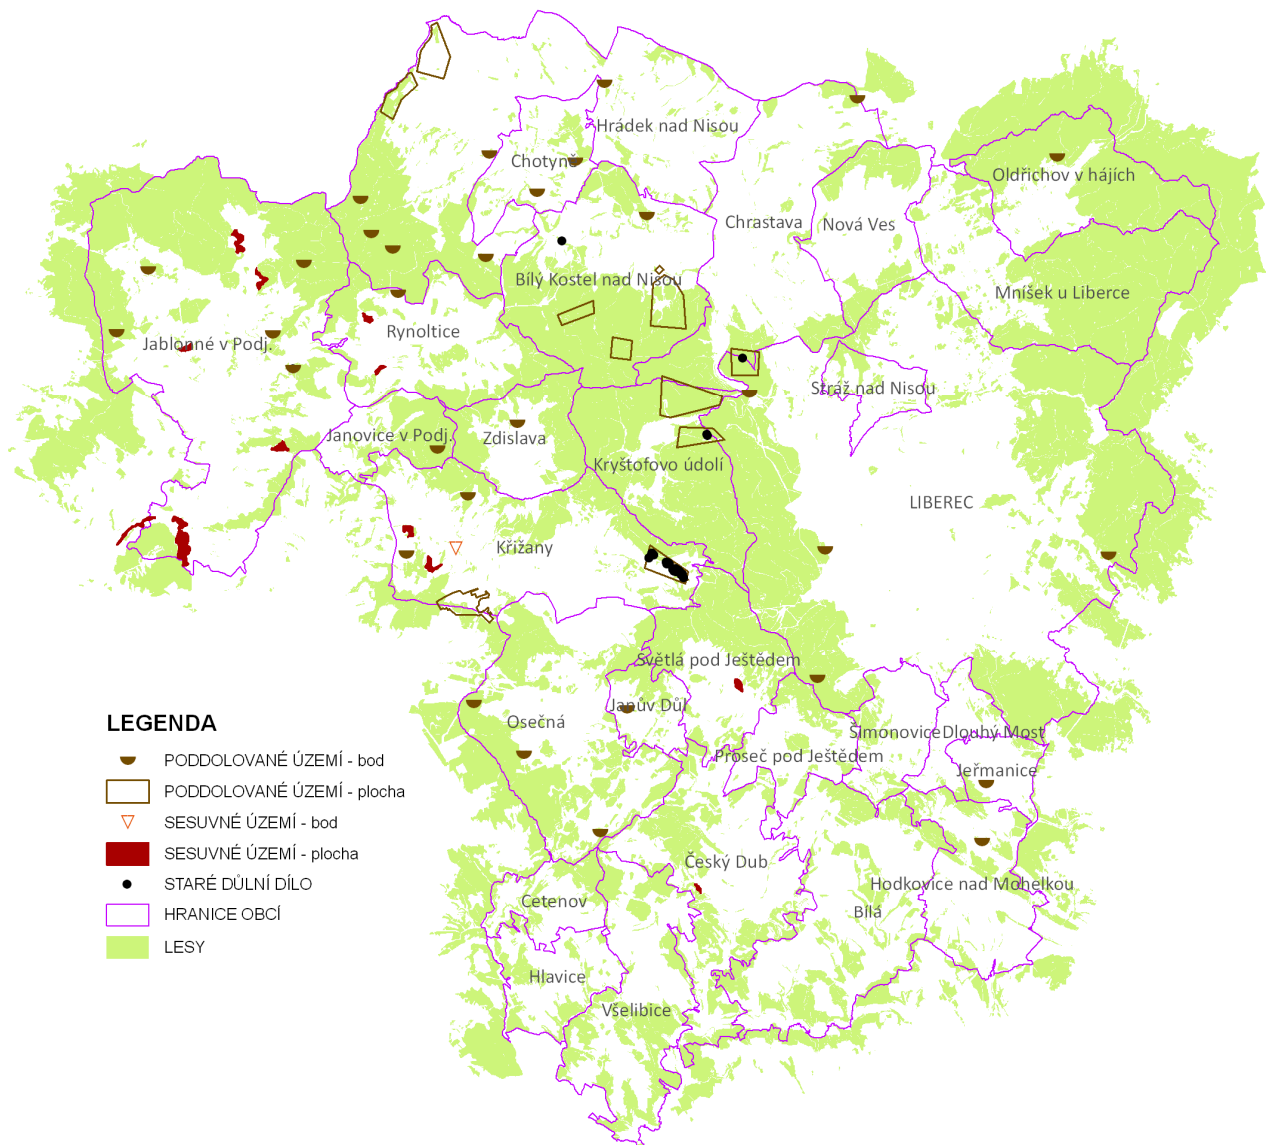 Hrádek nad Nisou
Chotyně
Oldřichov v hájích
Chrastava
Nová Ves
Bílý Kostel nad Nisou
Mníšek u Liberce
Rynoltice
Jablonné v Podj.
Stráž nad Nisou
Janovice v Podj.
Zdislava
Kryštofovo údolí
LIBEREC
Křižany
Světlá pod Ještědem
Janův Důl
Osečná
Šimonovice
Dlouhý Most
Proseč pod Ještědem
Jeřmanice
Český Dub
Hodkovice nad Mohelkou
Cetenov
Bílá
Hlavice
Všelibice
LEGENDA
PODDOLOVANÉ ÚZEMÍ - bod
PODDOLOVANÉ ÚZEMÍ - plocha
SESUVNÉ ÚZEMÍ - bod
SESUVNÉ ÚZEMÍ - plocha
STARÉ DŮLNÍ DÍLO
HRANICE OBCÍ
LESY